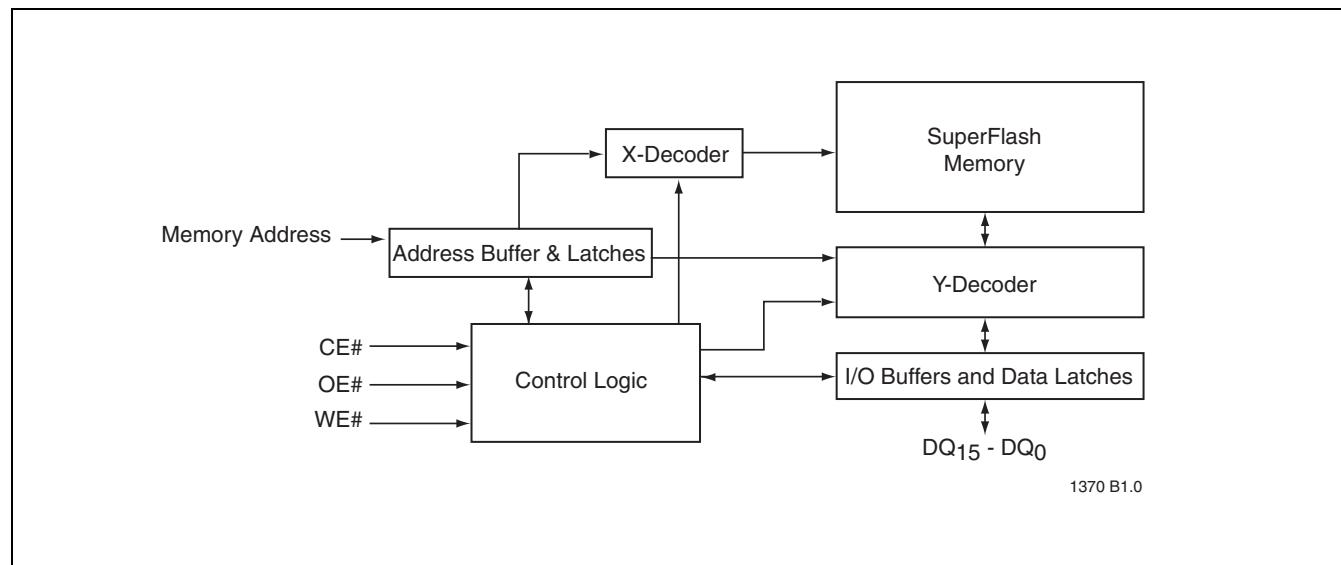 X-Decoder
SuperFlash
Memory
Memory Address
Address Buffer & Latches
Y-Decoder
CE#
OE#
WE#
Control Logic
I/O Buffers and Data Latches
DQ15 - DQ0
1370 B1.0